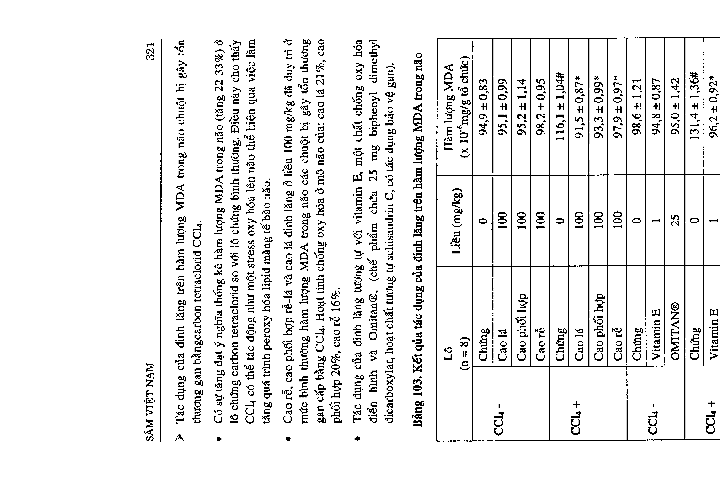 SÂM VIỆT NAM 321
➢ Tác dụng của đinh lăng trên hàm lượng MDA trong não chuột bị gây tổn
thương gan bằngcarbon tetraclorid CCl₄.
• Có sự tăng đạt ý nghĩa thống kê hàm lượng MDA trong não (tăng 22-33%) ở
lô chứng carbon tetraclorid so với lô chứng bình thường. Điều này cho thấy
CCl₄ có thể tác động như một stress oxy hóa lên não thể hiện qua việc làm
tăng quá trình peroxy hóa lipid màng tế bào não.
• Cao rễ, cao phối hợp rễ-lá và cao lá đinh lăng ở liều 100 mg/kg đã duy trì ở
mức bình thường hàm lượng MDA trong não các chuột bị gây tổn thương
gan cấp bằng CCl₄. Hoạt tính chống oxy hóa ở mô não của: cao lá 21%, cao
phối hợp 20%, cao rễ 16%.
• Tác dụng của đinh lăng tương tự với vitamin E, một chất chống oxy hóa
điển hình và Omitan®, (chế phẩm chứa 25 mg biphenyl dimethyl
dicarboxylat, hoạt chất tương tự schisandrin C, có tác dụng bảo vệ gan).
Bảng 103. Kết qủa tác dụng của đinh lăng trên hàm lượng MDA trong não
Lô (n = 8) Liều (mg/kg) Hàm lượng MDA (x 10⁻⁶mg/g tổ chức)
CCl₄ - Chứng 0 94,9 ± 0,83
Cao lá 100 95,1 ± 0,99
Cao phối hợp 100 95,2 ± 1,14
Cao rễ 100 98,2 ± 0,95
CCl₄ + Chứng 0 116,1 ± 1,04#
Cao lá 100 91,5 ± 0,87*
Cao phối hợp 100 93,3 ± 0,99*
Cao rễ 100 97,9 ± 0,97*
CCl₄ - Chứng 0 98,6 ± 1,21
Vitamin E 1 94,8 ± 0,87
OMITAN® 25 95,0 ± 1,42
CCl₄ + Chứng 0 131,4 ± 1,36#
Vitamin E 1 96,2 ± 0,92*